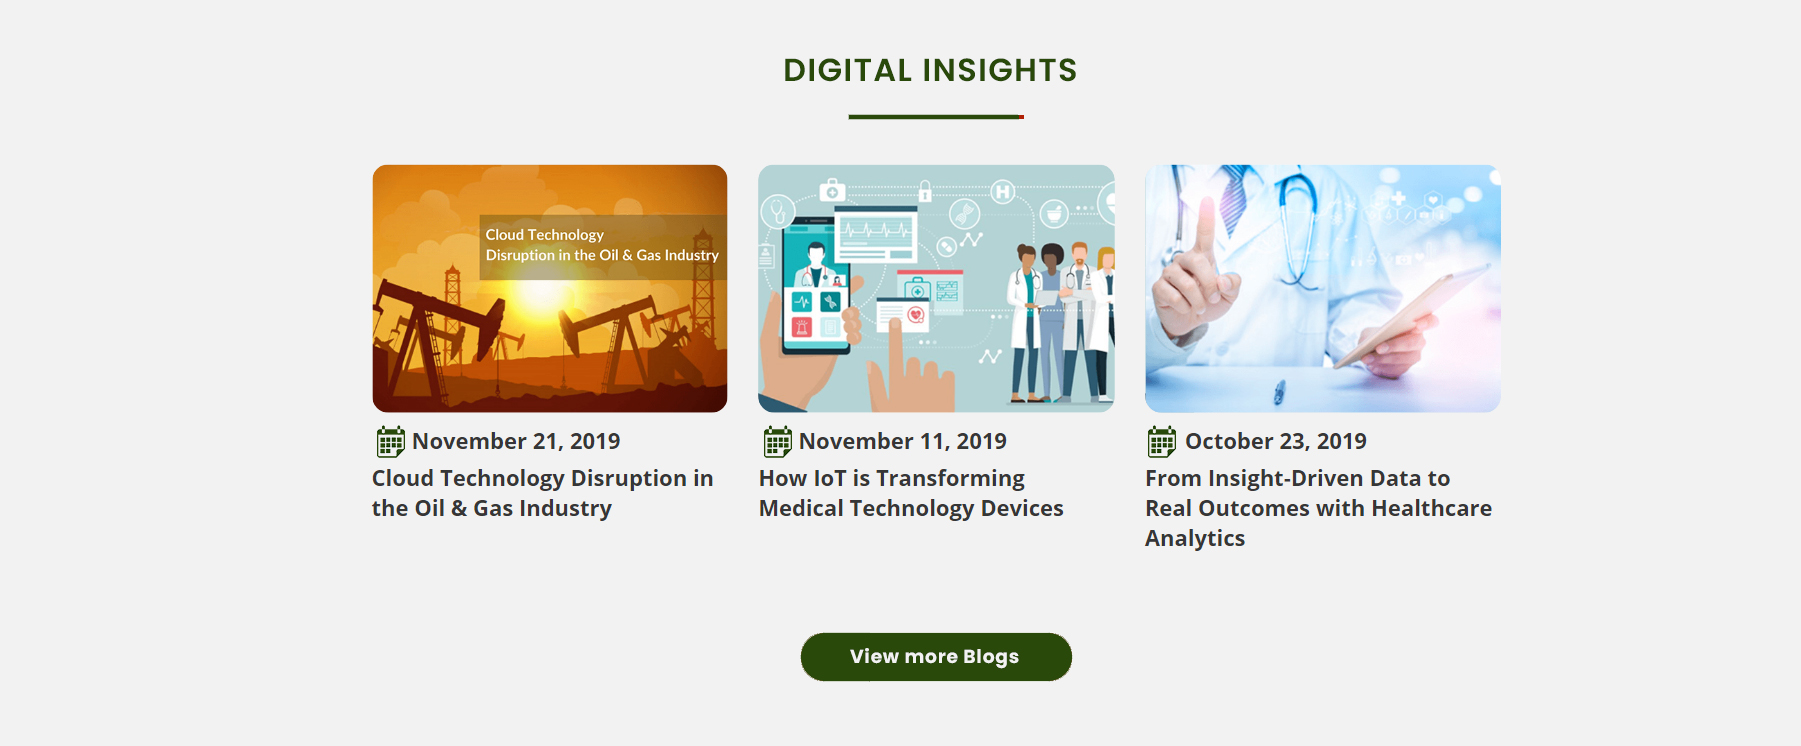 DIGITAL INSIGHTS
Cloud Technology
Disruption in the Oil & Gas Industry
H
November 21, 2019
Cloud Technology Disruption in
the Oil & Gas Industry
November 11, 2019
How IoT is Transforming
Medical Technology Devices
October 23, 2019
From Insight-Driven Data to
Real Outcomes with Healthcare
Analytics
View more Blogs